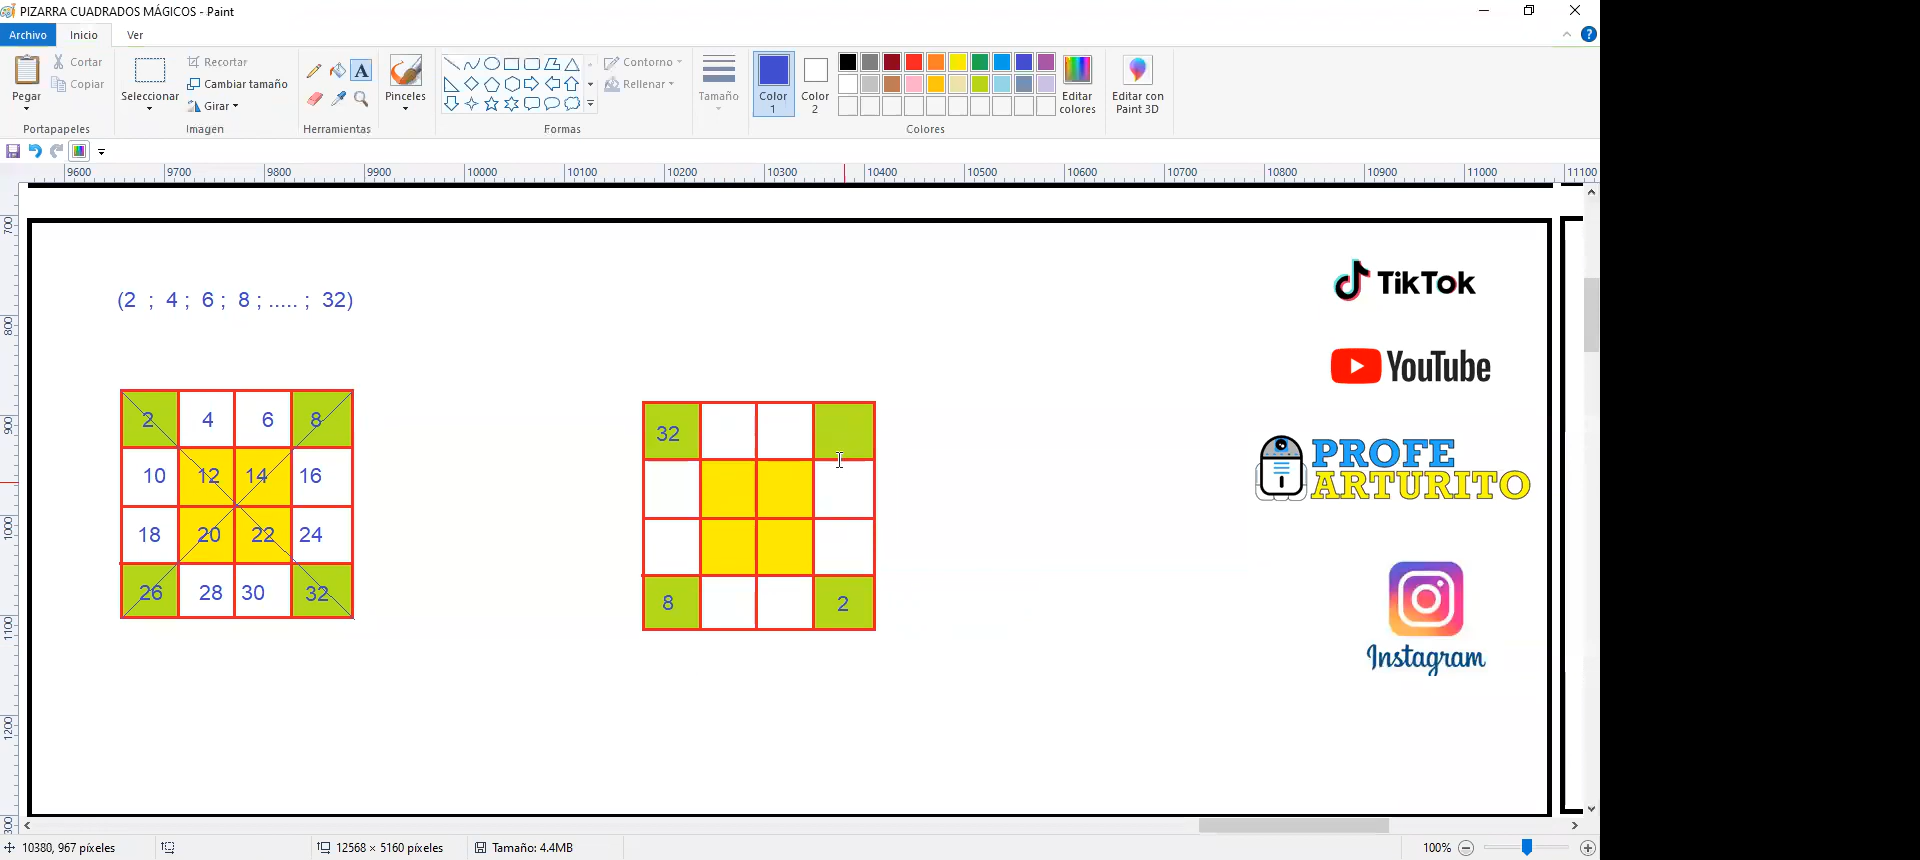 PIZARRA CUADRADOS MÁGICOS - Paint
Archivo Inicio Ver
Pegar
Cortar
Copiar
Portapapeles
Seleccionar
Recortar
Cambiar tamaño
Girar
Imagen
A
Herramientas
Pinceles
Contorno
Rellenar
Formas
Tamaño
Color 1
Color 2
Editar colores
Colores
Editar con Paint 3D
9600 9700 9800 9900 10000 10100 10200 10300 10400 10500 10600 10700 10800 10900 11000 11100
700
800
900
1000
1100
1200
300
(2 ; 4 ; 6 ; 8 ; ..... ; 32)
2 4 6 8
10 12 14 16
18 20 22 24
26 28 30 32
32
8 2
TikTok
YouTube
PROFE
ARTURITO
Instagram
10380, 967 píxeles 12568 × 5160 píxeles Tamaño: 4.4MB 100%